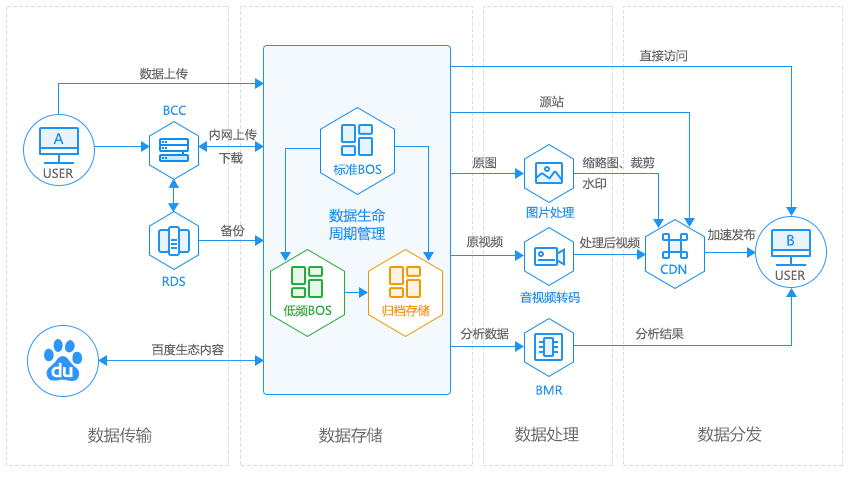 数据上传
A
USER
BCC
内网上传
下载
RDS
备份
du
百度生态内容
数据传输
标准BOS
数据生命
周期管理
低频BOS
归档存储
数据存储
直接访问
源站
原图
图片处理
缩略图、裁剪
水印
原视频
音视频转码
处理后视频
分析数据
BMR
分析结果
数据处理
CDN
加速发布
B
USER
数据分发